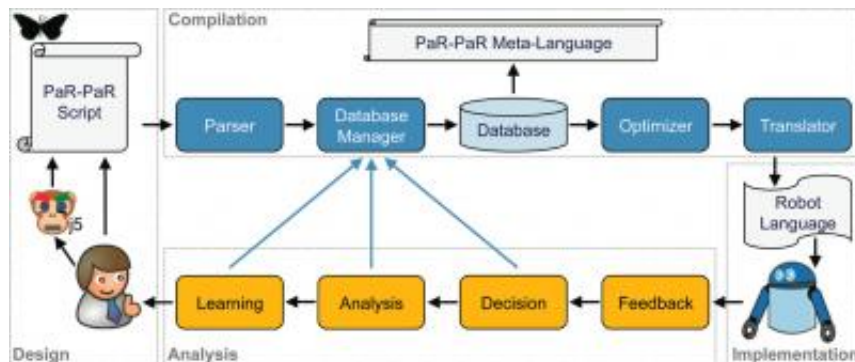 Compilation
PaR-PaR Meta-Language
PaR-PaR
Script
Parser
Database
Manager
Database
Optimizer
Translator
Robot
Language
j5
Learning
Analysis
Decision
Feedback
Design
Analysis
Implementation